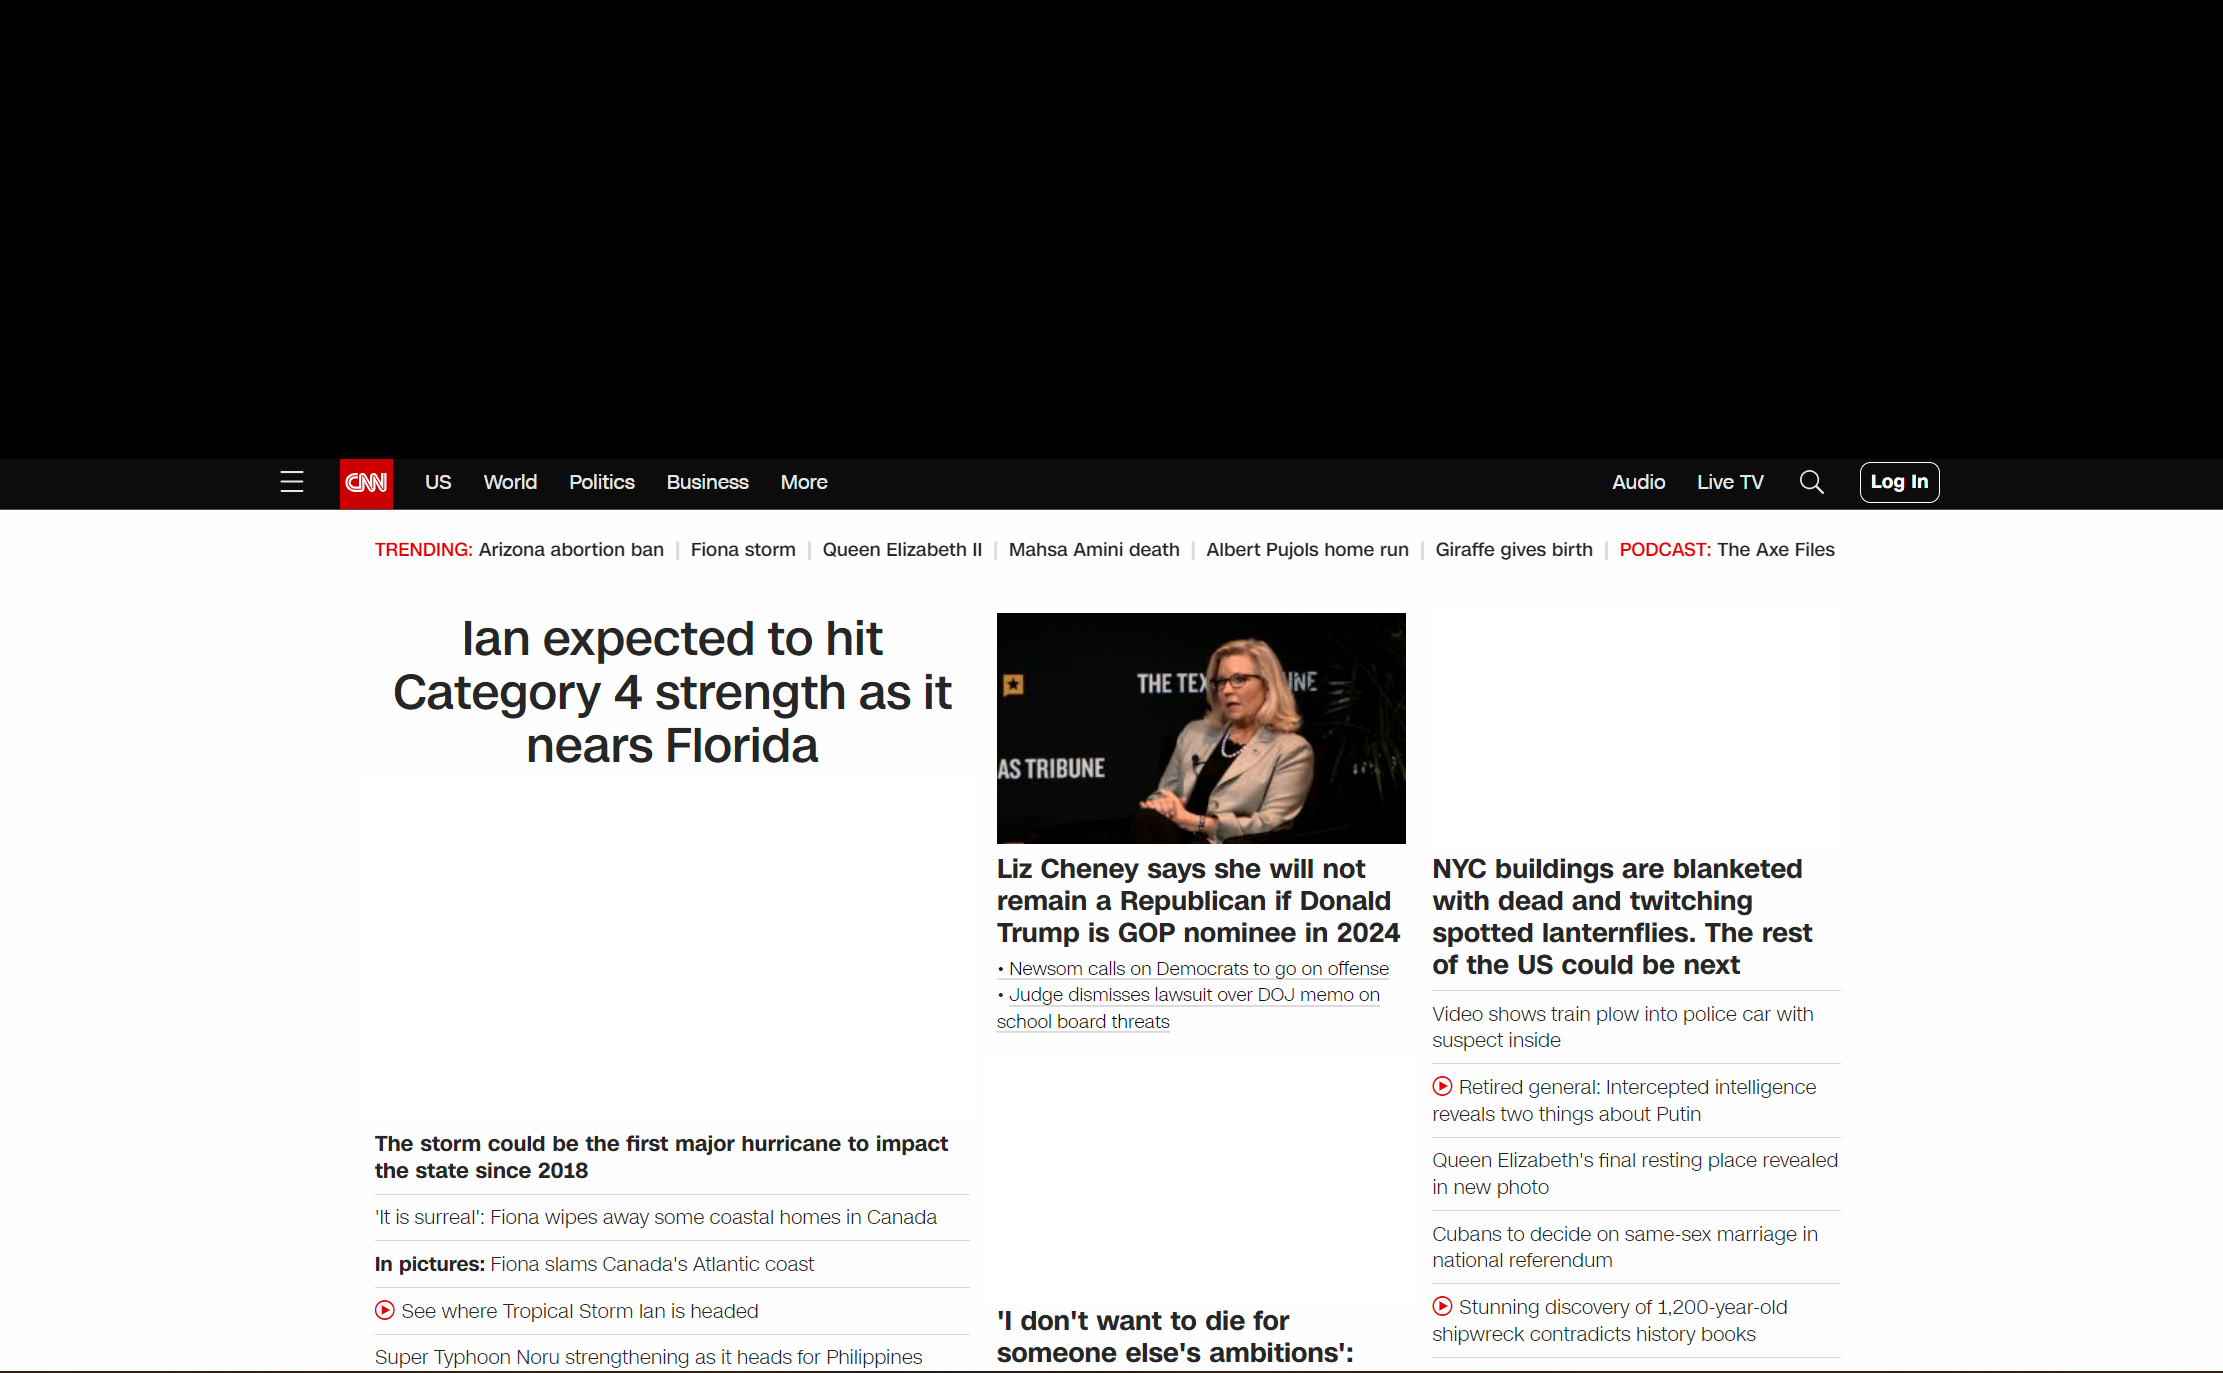 CNN US World Politics Business More Audio Live TV Log In
TRENDING: Arizona abortion ban | Fiona storm | Queen Elizabeth II | Mahsa Amini death | Albert Pujols home run | Giraffe gives birth | PODCAST: The Axe Files
Ian expected to hit
Category 4 strength as it
nears Florida
The storm could be the first major hurricane to impact
the state since 2018
'It is surreal': Fiona wipes away some coastal homes in Canada
In pictures: Fiona slams Canada's Atlantic coast
See where Tropical Storm Ian is headed
Super Typhoon Noru strengthening as it heads for Philippines
THE TEX UNE
AS TRIBUNE
Liz Cheney says she will not
remain a Republican if Donald
Trump is GOP nominee in 2024
• Newsom calls on Democrats to go on offense
• Judge dismisses lawsuit over DOJ memo on
school board threats
'I don't want to die for
someone else's ambitions':
NYC buildings are blanketed
with dead and twitching
spotted lanternflies. The rest
of the US could be next
Video shows train plow into police car with
suspect inside
Retired general: Intercepted intelligence
reveals two things about Putin
Queen Elizabeth's final resting place revealed
in new photo
Cubans to decide on same-sex marriage in
national referendum
Stunning discovery of 1,200-year-old
shipwreck contradicts history books